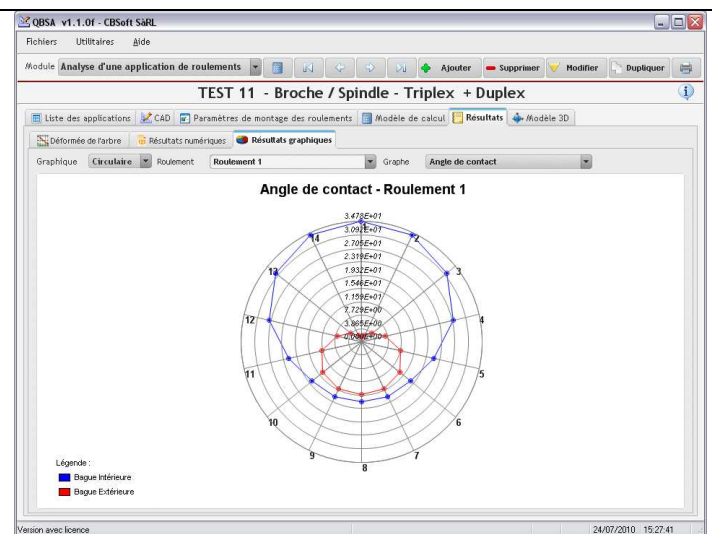 QBSA v1.1.0f - CBSoft SàRL
Fichiers Utilitaires Aide
Module Analyse d'une application de roulements Ajouter Supprimer Modifier Dupliquer
TEST 11 - Broche / Spindle - Triplex + Duplex
Liste des applications CAD Paramètres de montage des roulements Modèle de calcul Résultats Modèle 3D
Déformée de l'arbre Résultats numériques Résultats graphiques
Graphique Circulaire Roulement Roulement 1 Graphe Angle de contact
Angle de contact - Roulement 1
3.478E+01
1
3.092E+01
14
2
2.705E+01
2.319E+01
13
3
1.932E+01
1.546E+01
1.159E+01
7.729E+00
12
4
3.865E+00
0.000E+00
11
5
10
6
9
7
8
Légende :
Bague Intérieure
Bague Extérieure
Version avec licence 24/07/2010 15:27:41